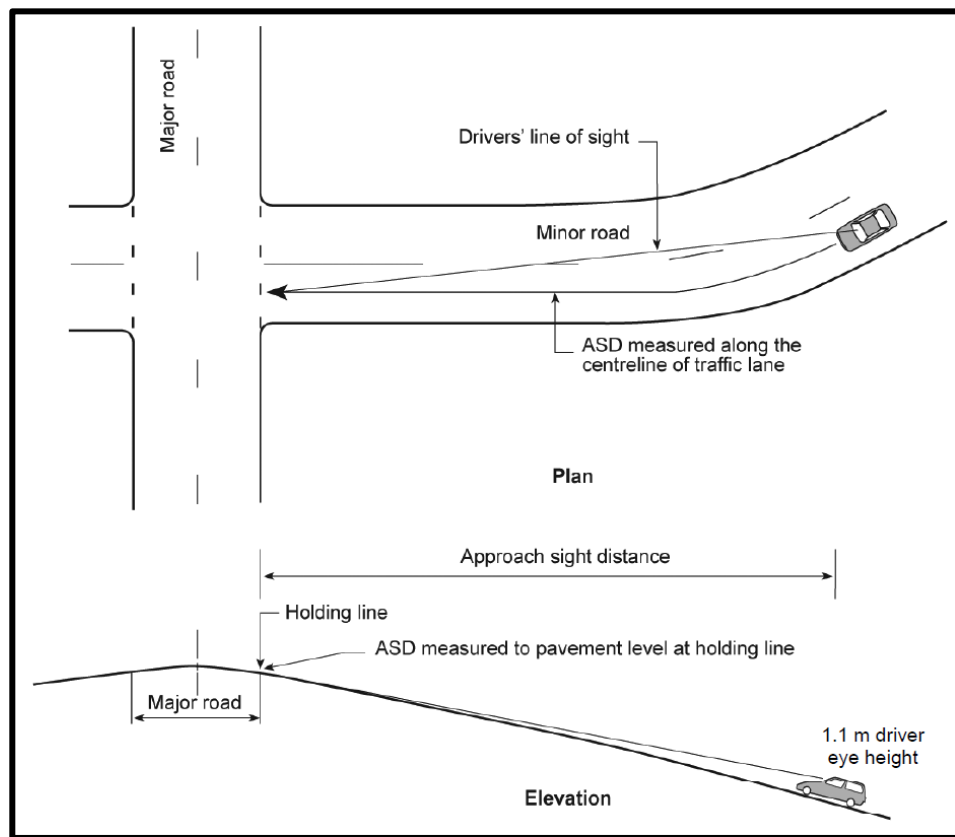 Major road
Drivers' line of sight
Minor road
ASD measured along the
centreline of traffic lane
Plan
Approach sight distance
Holding line
ASD measured to pavement level at holding line
Major road
1.1 m driver
eye height
Elevation